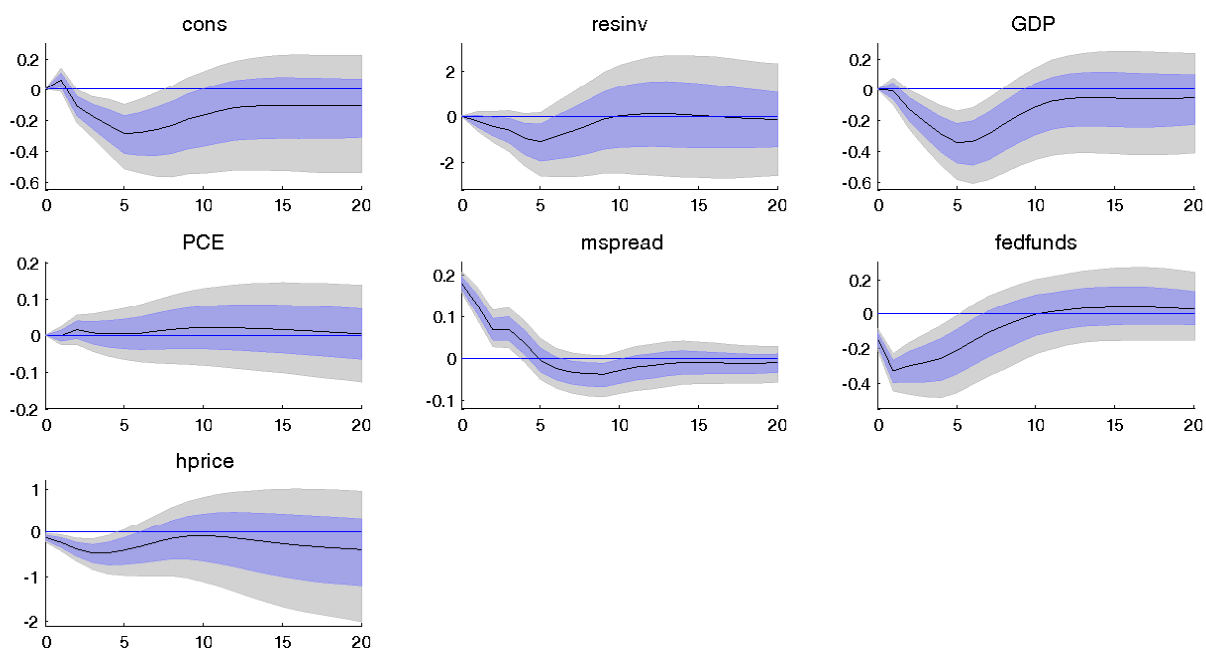 cons resinv GDP
0.2 2 0.2
0 0 0
-0.2 -2 -0.2
-0.4 -0.4
-0.6 -0.6
0 5 10 15 20 0 5 10 15 20 0 5 10 15 20
PCE mspread fedfunds
0.2 0.2 0.2
0.1 0.1 0
0 0 -0.2
-0.1 -0.1 -0.4
-0.2
0 5 10 15 20 0 5 10 15 20 0 5 10 15 20
hprice
1
0
-1
-2
0 5 10 15 20